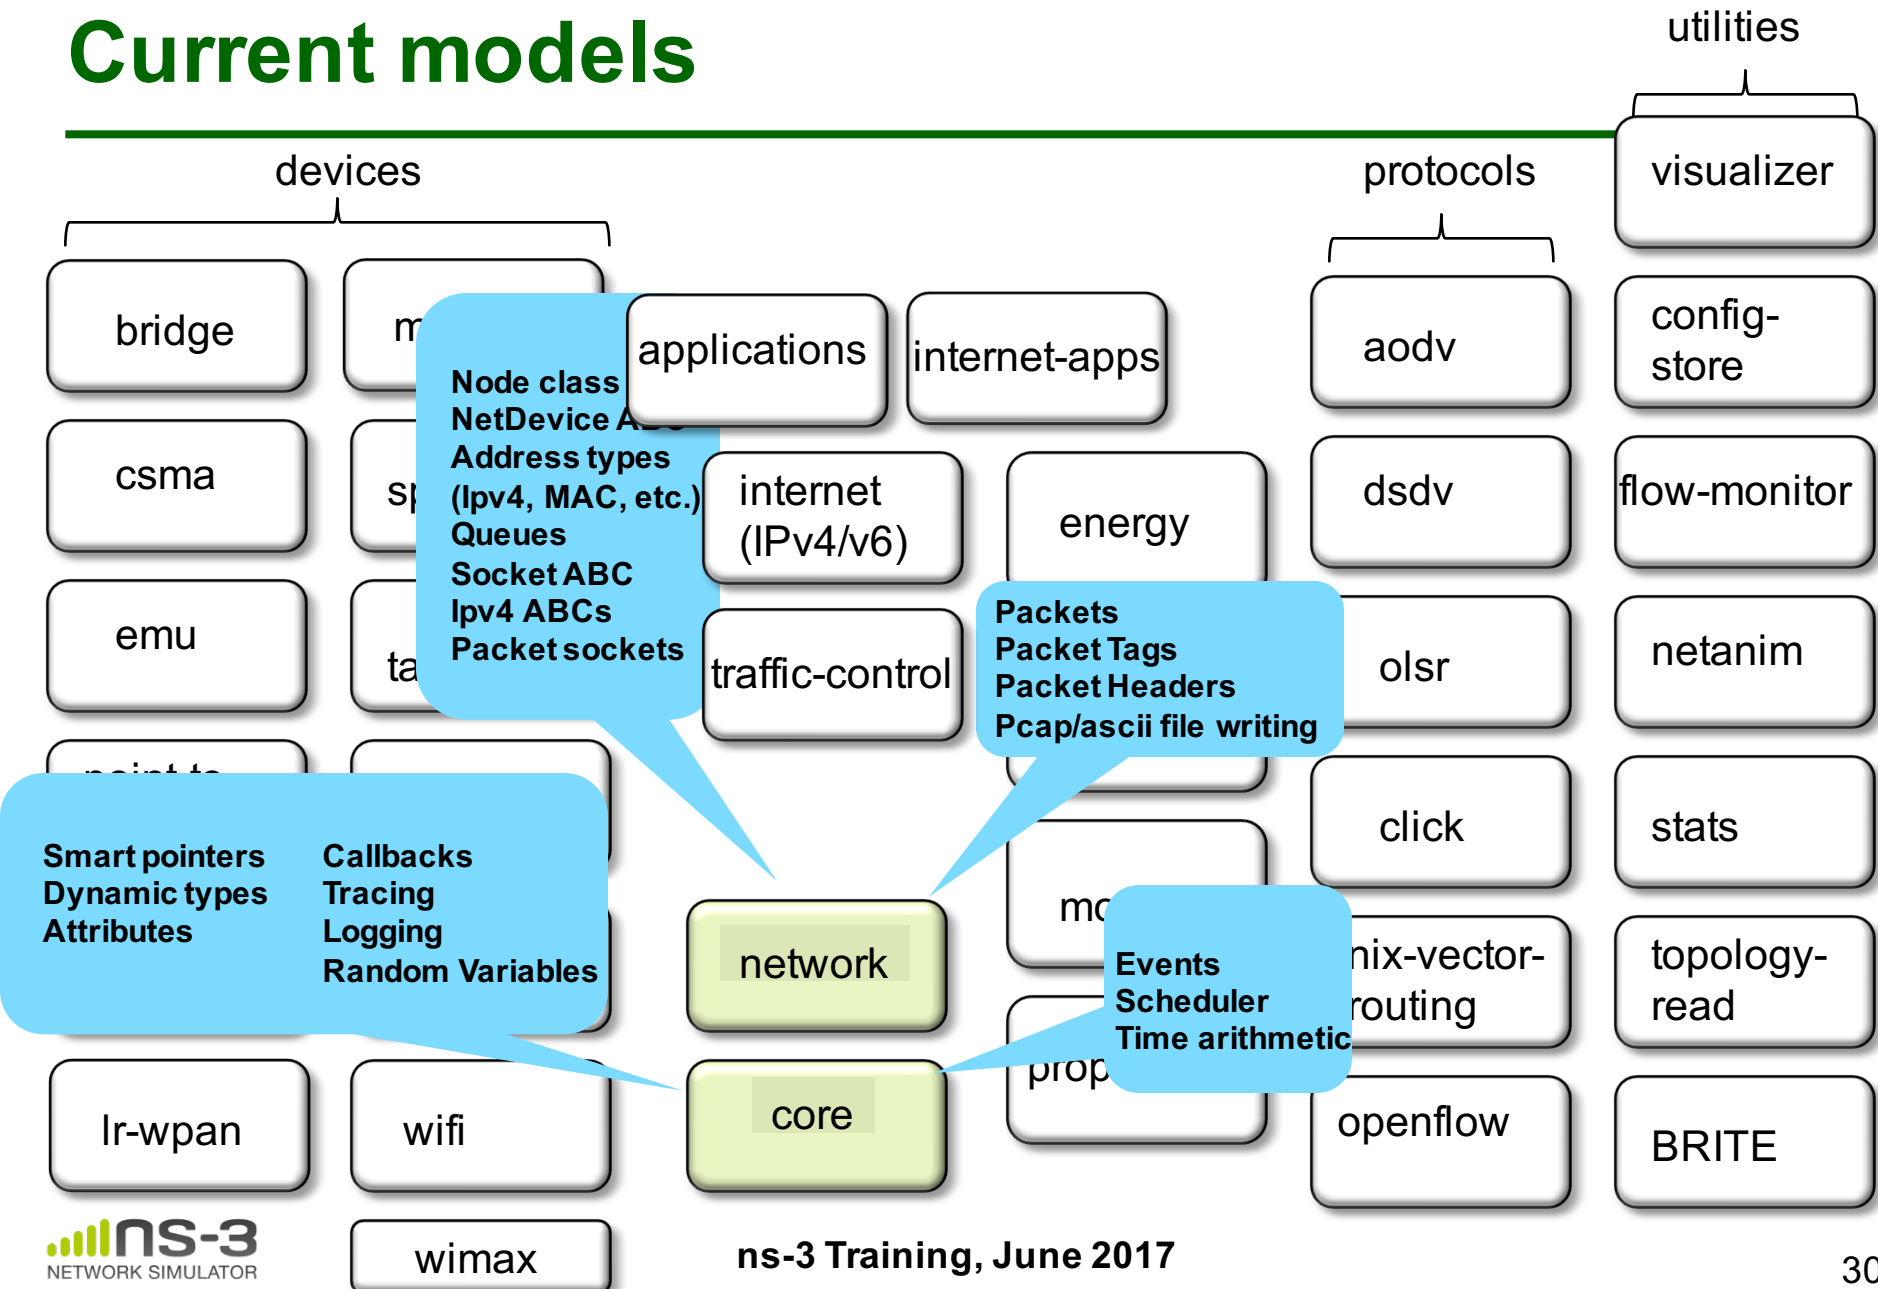 Current models
utilities
devices
protocols
visualizer
bridge
applications
internet-apps
aodv
config-
store
Node class
NetDevice ABC
Address types
(Ipv4, MAC, etc.)
Queues
Socket ABC
Ipv4 ABCs
Packet sockets
csma
internet
(IPv4/v6)
energy
dsdv
flow-monitor
emu
traffic-control
Packets
Packet Tags
Packet Headers
Pcap/ascii file writing
olsr
netanim
Smart pointers
Dynamic types
Attributes
Callbacks
Tracing
Logging
Random Variables
click
stats
network
Events
Scheduler
Time arithmetic
nix-vector-
routing
topology-
read
lr-wpan
wifi
core
openflow
BRITE
wimax
ns-3
NETWORK SIMULATOR
ns-3 Training, June 2017
30